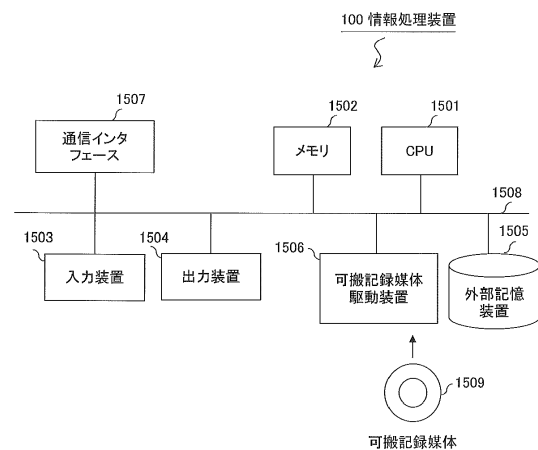 100 情報処理装置
1507
1502
1501
通信インタ
フェース
メモリ
CPU
1508
1503
1504
1506
1505
入力装置
出力装置
可搬記録媒体
駆動装置
外部記憶
装置
1509
可搬記録媒体